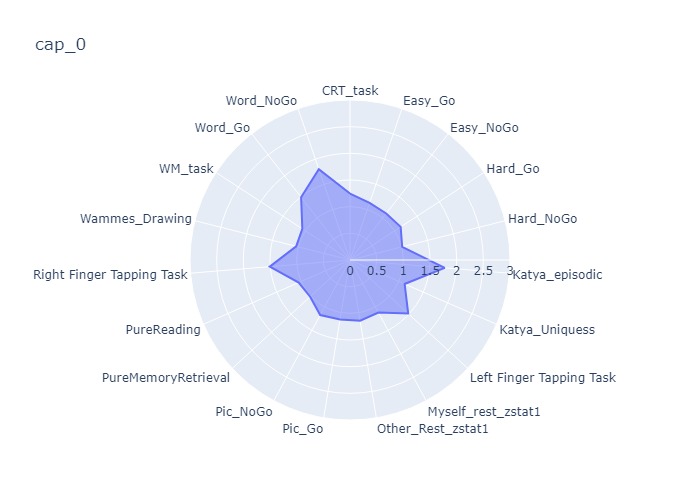 cap_0
CRT_task
Word_NoGo
Easy_Go
Word_Go
Easy_NoGo
WM_task
Hard_Go
Wammes_Drawing
Hard_NoGo
0 0.5 1 1.5 2 2.5 3
Right Finger Tapping Task
Katya_episodic
PureReading
Katya_Uniquess
PureMemoryRetrieval
Left Finger Tapping Task
Pic_NoGo
Myself_rest_zstat1
Pic_Go
Other_Rest_zstat1